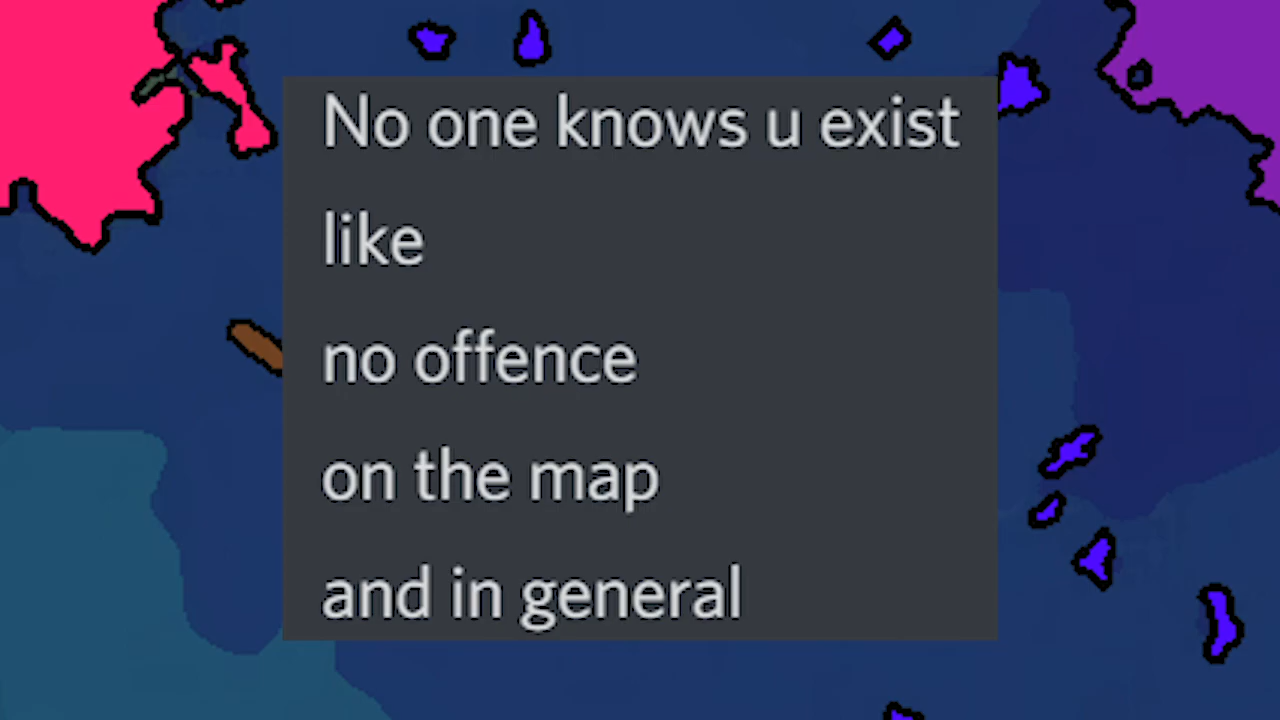 No one knows u exist
like
no offence
on the map
and in general